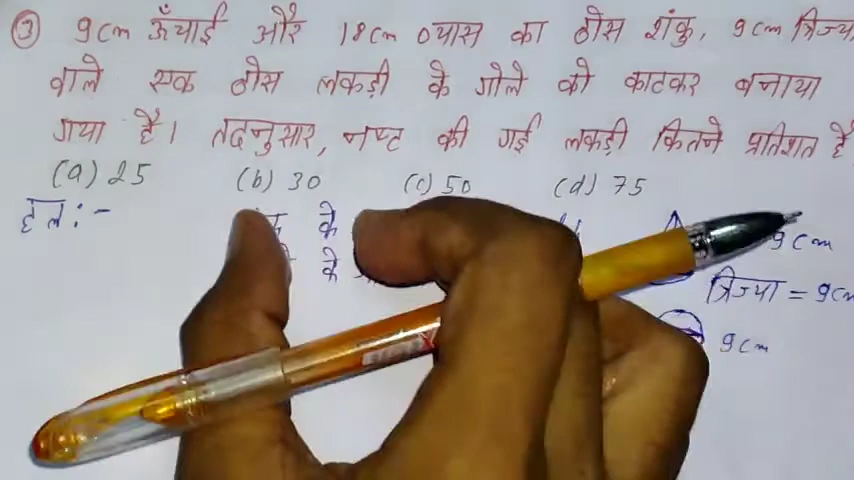 ③ 9cm ऊँचाई और 18cm व्यास का ठोस शंकु, 9cm त्रिज्या
वाले एक ठोस लकड़ी के गोले को काटकर बनाया
गया है। तदनुसार, नष्ट की गई लकड़ी कितने प्रतिशत है
(a) 25 (b) 30 (c) 50 (d) 75
हल :-
के
9cm
के
त्रिज्या = 9cm
9cm